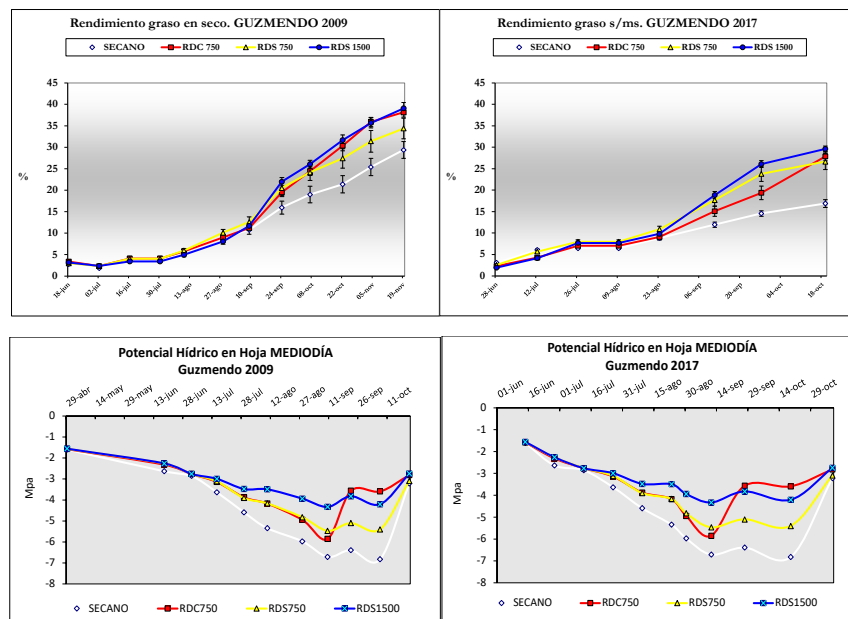 Rendimiento graso en seco. GUZMENDO 2009
SECANO RDC 750 RDS 750 RDS 1500
45
40
35
30
25
20
15
10
5
0
%
18-jun 02-jul 16-jul 30-jul 13-ago 27-ago 10-sep 24-sep 08-oct 22-oct 05-nov 19-nov
Rendimiento graso s/ms. GUZMENDO 2017
SECANO RDC 750 RDS 750 RDS 1500
45
40
35
30
25
20
15
10
5
0
%
28-jun 12-jul 26-jul 09-ago 23-ago 06-sep 20-sep 04-oct 18-oct
Potencial Hídrico en Hoja MEDIODÍA
Guzmendo 2009
29-abr 14-may 29-may 13-jun 28-jun 13-jul 28-jul 12-ago 27-ago 11-sep 26-sep 11-oct
0
-1
-2
-3
-4
-5
-6
-7
-8
Mpa
SECANO RDC750 RDS750 RDS1500
Potencial Hídrico en Hoja MEDIODÍA
Guzmendo 2017
01-jun 16-jun 01-jul 16-jul 31-jul 15-ago 30-ago 14-sep 29-sep 14-oct 29-oct
0
-1
-2
-3
-4
-5
-6
-7
-8
Mpa
SECANO RDC750 RDS750 RDS1500